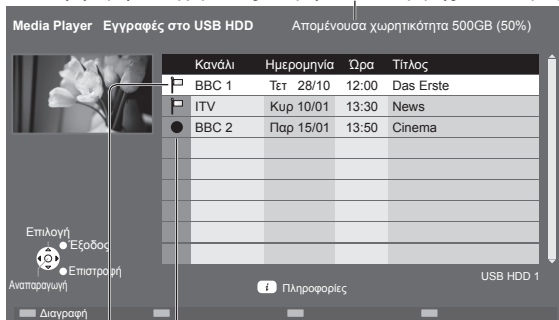 Media Player Εγγραφές στο USB HDD Απομένουσα χωρητικότητα 500GB (50%)
Κανάλι Ημερομηνία Ώρα Τίτλος
BBC 1 Τετ 28/10 12:00 Das Erste
ITV Κυρ 10/01 13:30 News
BBC 2 Παρ 15/01 13:50 Cinema
Επιλογή
Έξοδος
Επιστροφή
Αναπαραγωγή
USB HDD 1
i Πληροφορίες
Διαγραφή